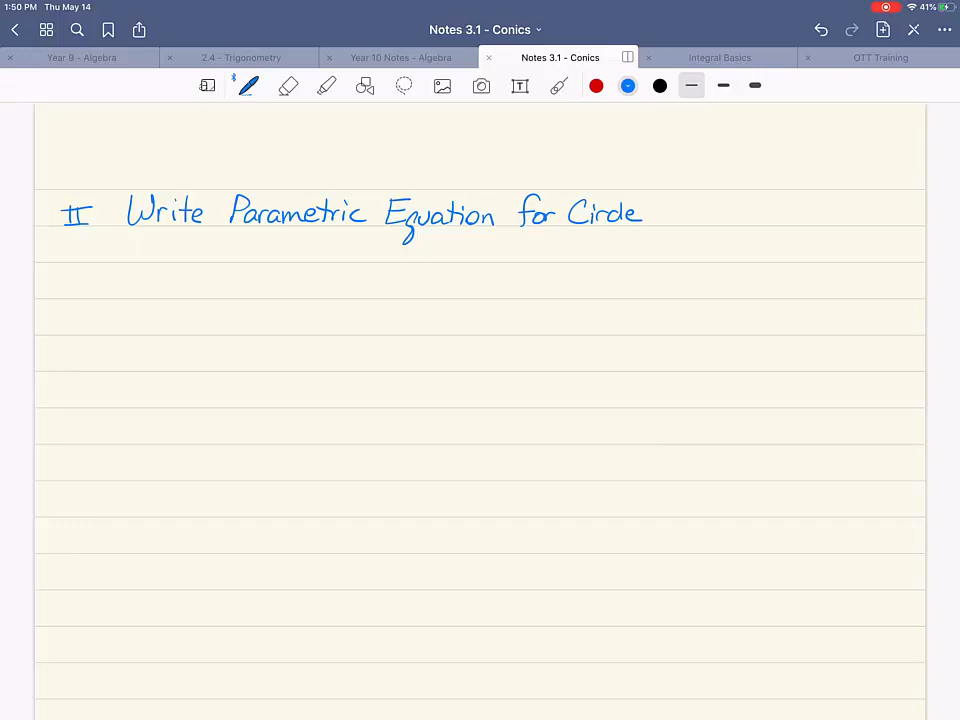 1:50 PM Thu May 14
41%
Notes 3.1 - Conics
Year 9 - Algebra
2.4 - Trigonometry
Year 10 Notes - Algebra
Notes 3.1 - Conics
Integral Basics
OTT Training
II Write Parametric Equation for Circle